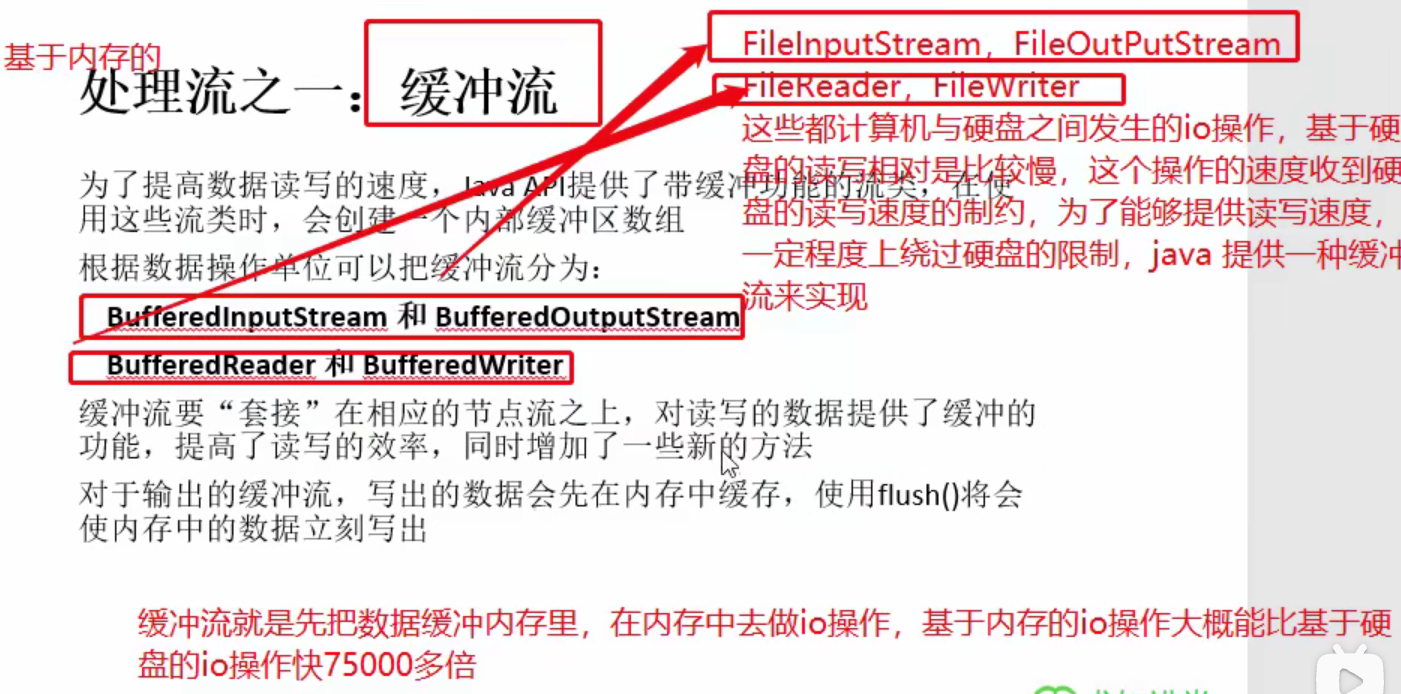 基于内存的
处理流之一：缓冲流
FileInputStream，FileOutPutStream
FileReader，FileWriter
这些都计算机与硬盘之间发生的io操作，基于硬
盘的读写相对是比较慢，这个操作的速度收到硬
盘的读写速度的制约，为了能够提供读写速度，
一定程度上绕过硬盘的限制，java 提供一种缓冲
流来实现
为了提高数据读写的速度，Java API提供了带缓冲功能的流类，在使
用这些流类时，会创建一个内部缓冲区数组
根据数据操作单位可以把缓冲流分为：
BufferedInputStream 和 BufferedOutputStream
BufferedReader 和 BufferedWriter
缓冲流要“套接”在相应的节点流之上，对读写的数据提供了缓冲的
功能，提高了读写的效率，同时增加了一些新的方法
对于输出的缓冲流，写出的数据会先在内存中缓存，使用flush()将会
使内存中的数据立刻写出
缓冲流就是先把数据缓冲内存里，在内存中去做io操作，基于内存的io操作大概能比基于硬
盘的io操作快75000多倍